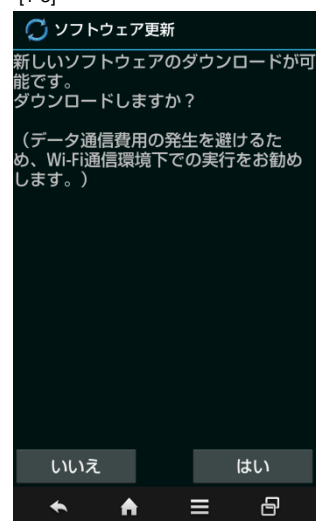 ソフトウェア更新
新しいソフトウェアのダウンロードが可
能です。
ダウンロードしますか？
（データ通信費用の発生を避けるた
め、Wi-Fi通信環境下での実行をお勧め
します。）
いいえ
はい